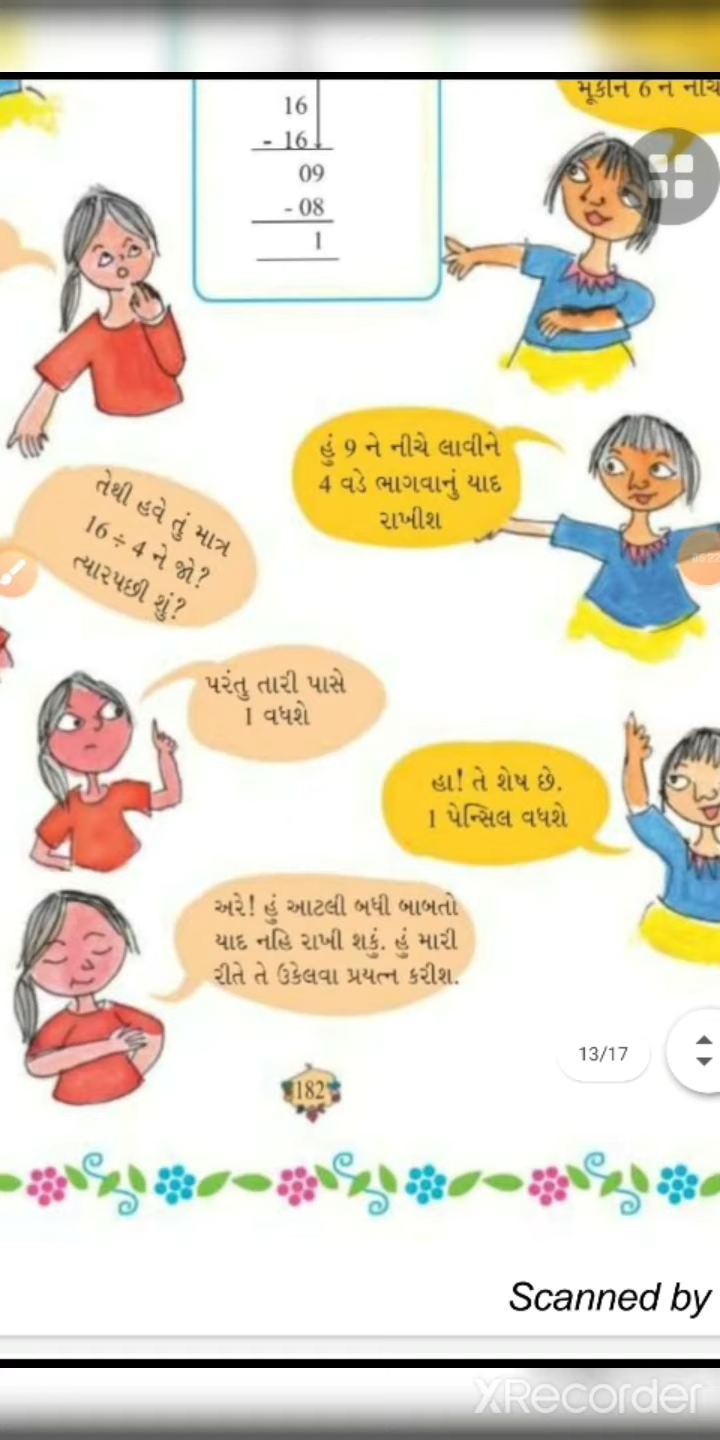 મૂકીને 6 ને નીચે
16
- 16
09
- 08
1
હું 9 ને નીચે લાવીને
4 વડે ભાગવાનું યાદ
રાખીશ
તેથી હવે તું માત્ર
16 ÷ 4 ને જો?
ત્યારપછી શું?
પરંતુ તારી પાસે
1 વધશે
હા! તે શેષ છે.
1 પેન્સિલ વધશે
અરે! હું આટલી બધી બાબતો
યાદ નહિ રાખી શકું. હું મારી
રીતે તે ઉકેલવા પ્રયત્ન કરીશ.
13/17
182
Scanned by
XRecorder